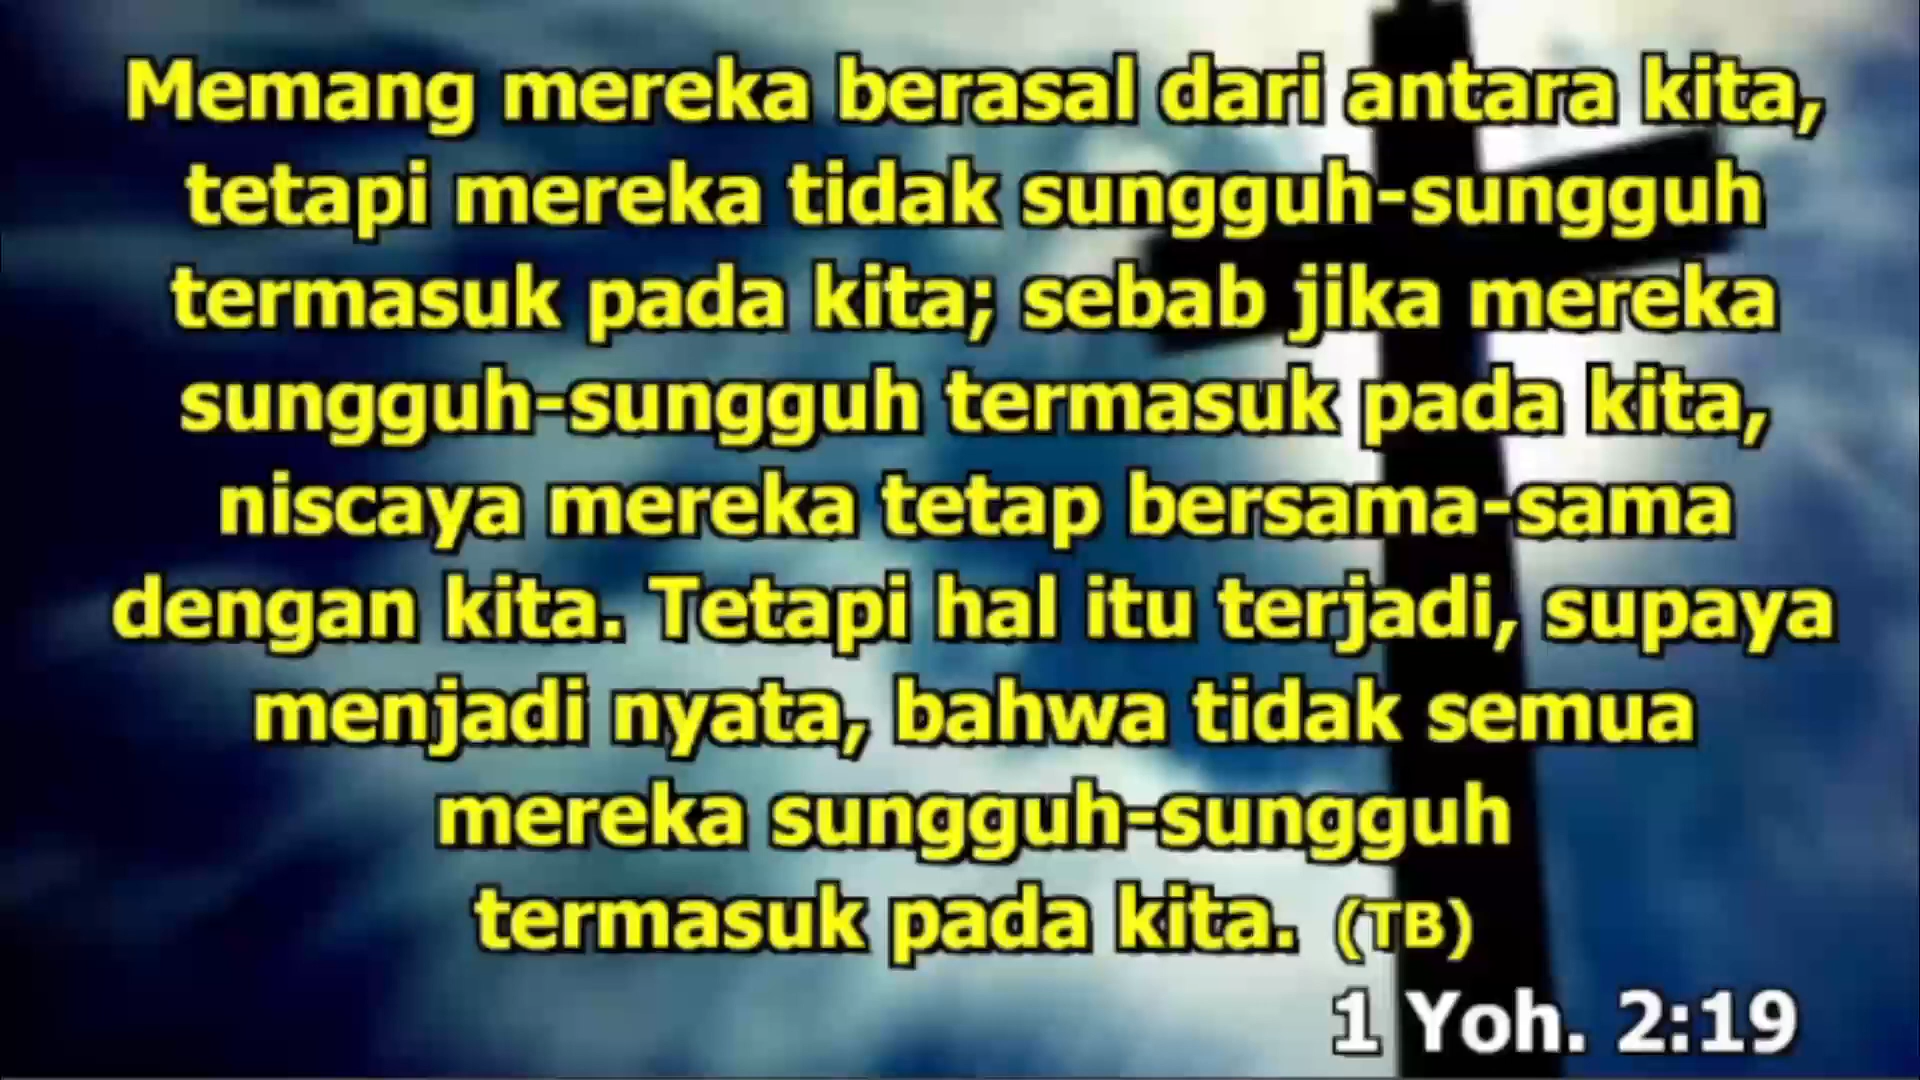 Memang mereka berasal dari antara kita,
tetapi mereka tidak sungguh-sungguh
termasuk pada kita; sebab jika mereka
sungguh-sungguh termasuk pada kita,
niscaya mereka tetap bersama-sama
dengan kita. Tetapi hal itu terjadi, supaya
menjadi nyata, bahwa tidak semua
mereka sungguh-sungguh
termasuk pada kita. (TB)
1 Yoh. 2:19